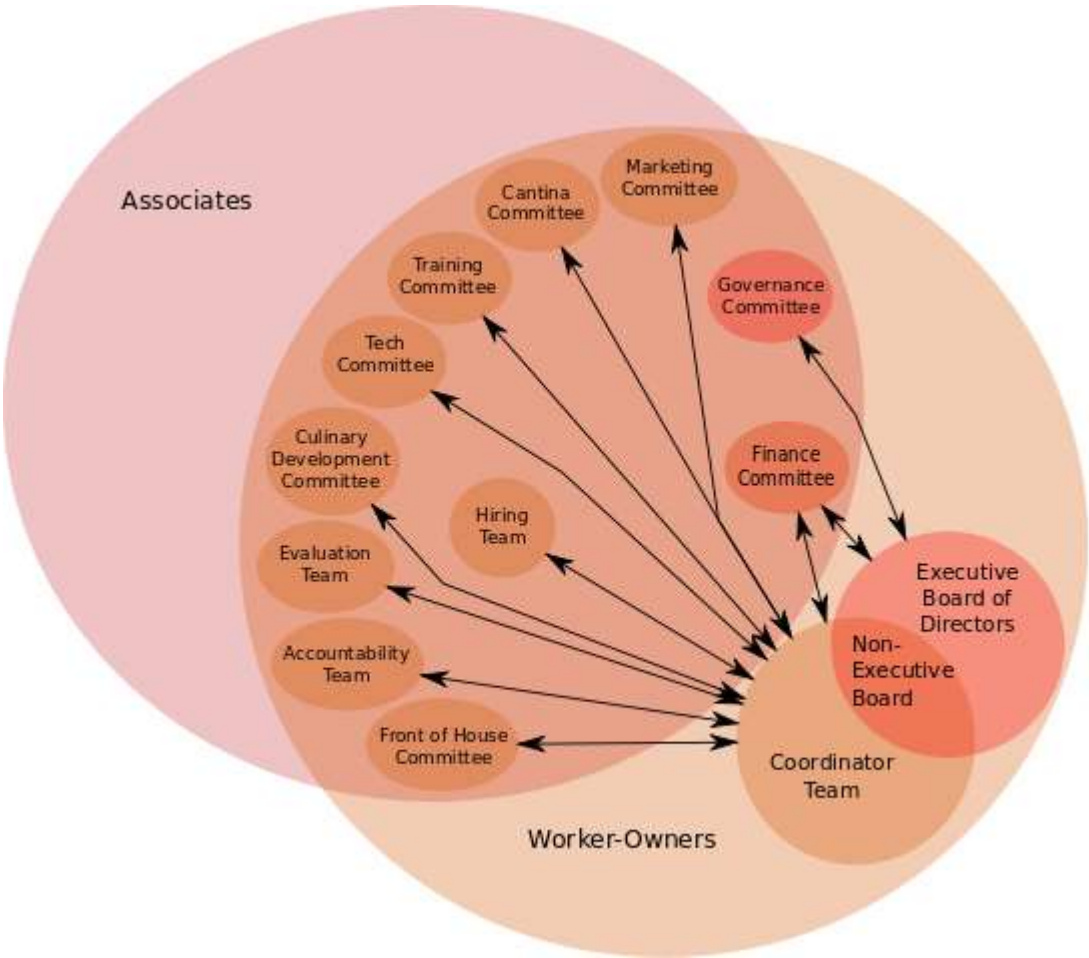 Associates
Marketing
Committee
Cantina
Committee
Training
Committee
Governance
Committee
Tech
Committee
Culinary
Development
Committee
Finance
Committee
Hiring
Team
Evaluation
Team
Executive
Board of
Directors
Non-
Executive
Board
Accountability
Team
Front of House
Committee
Coordinator
Team
Worker-Owners